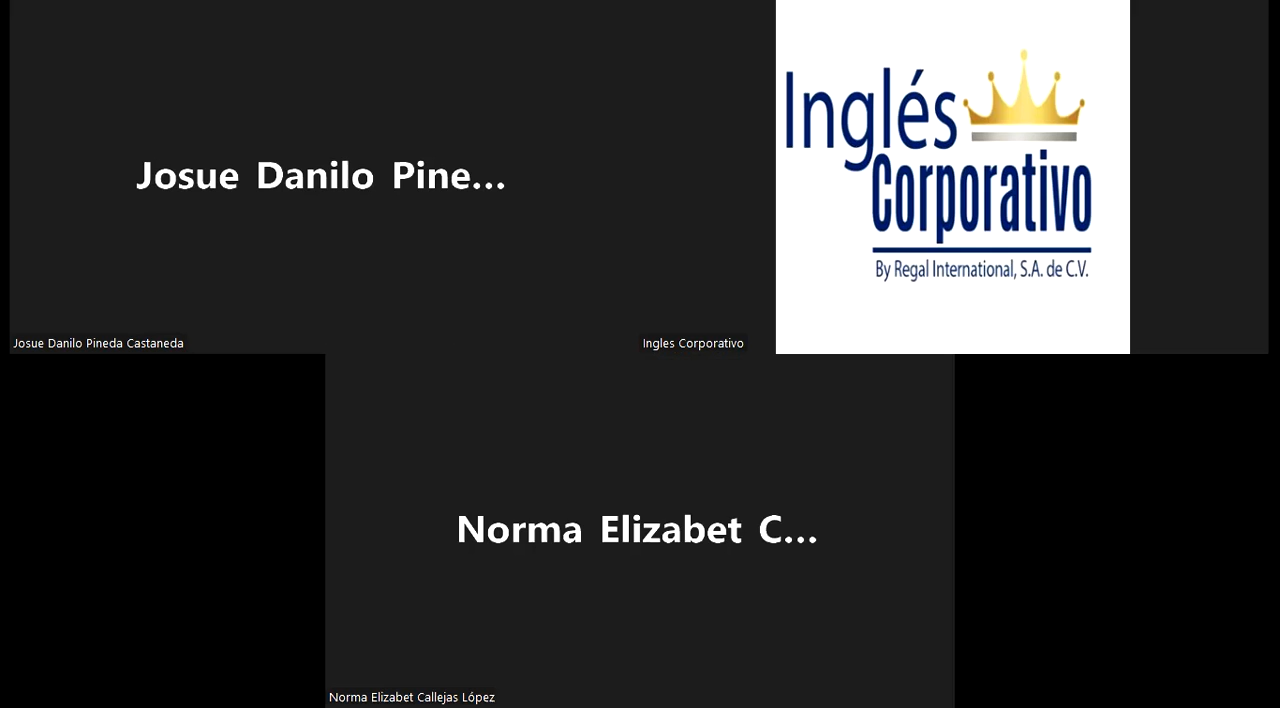 Josue Danilo Pine...
Josue Danilo Pineda Castaneda
Inglés
Corporativo
By Regal International, S.A. de C.V.
Ingles Corporativo
Norma Elizabet C...
Norma Elizabet Callejas López